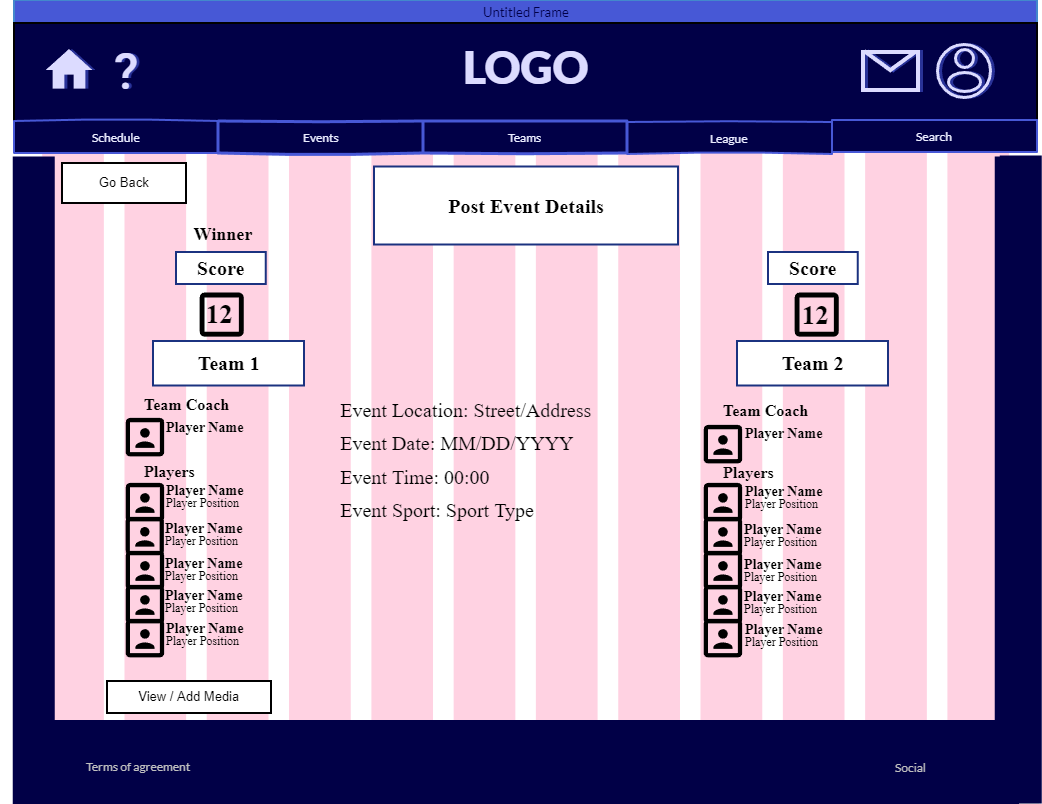 Untitled Frame
?
LOGO
Schedule
Events
Teams
League
Search
Go Back
Post Event Details
Winner
Score
12
Team 1
Team Coach
Player Name
Players
Player Name
Player Position
Player Name
Player Position
Player Name
Player Position
Player Name
Player Position
Player Name
Player Position
View / Add Media
Event Location: Street/Address
Event Date: MM/DD/YYYY
Event Time: 00:00
Event Sport: Sport Type
Score
12
Team 2
Team Coach
Player Name
Players
Player Name
Player Position
Player Name
Player Position
Player Name
Player Position
Player Name
Player Position
Player Name
Player Position
Terms of agreement
Social